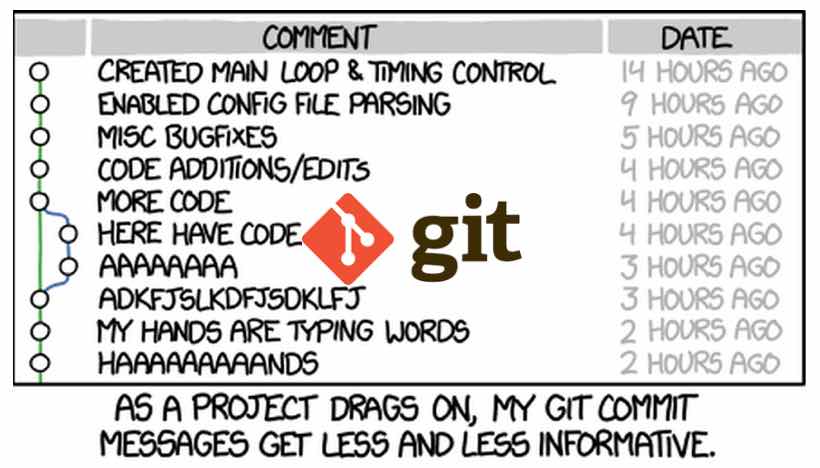 COMMENT DATE
CREATED MAIN LOOP & TIMING CONTROL 14 HOURS AGO
ENABLED CONFIG FILE PARSING 9 HOURS AGO
MISC BUGFIXES 5 HOURS AGO
CODE ADDITIONS/EDITS 4 HOURS AGO
MORE CODE 4 HOURS AGO
HERE HAVE CODE 4 HOURS AGO
git
AAAAAAAA 3 HOURS AGO
ADKFJSLKDFJSDKLFJ 3 HOURS AGO
MY HANDS ARE TYPING WORDS 2 HOURS AGO
HAAAAAAAAANDS 2 HOURS AGO
AS A PROJECT DRAGS ON, MY GIT COMMIT
MESSAGES GET LESS AND LESS INFORMATIVE.